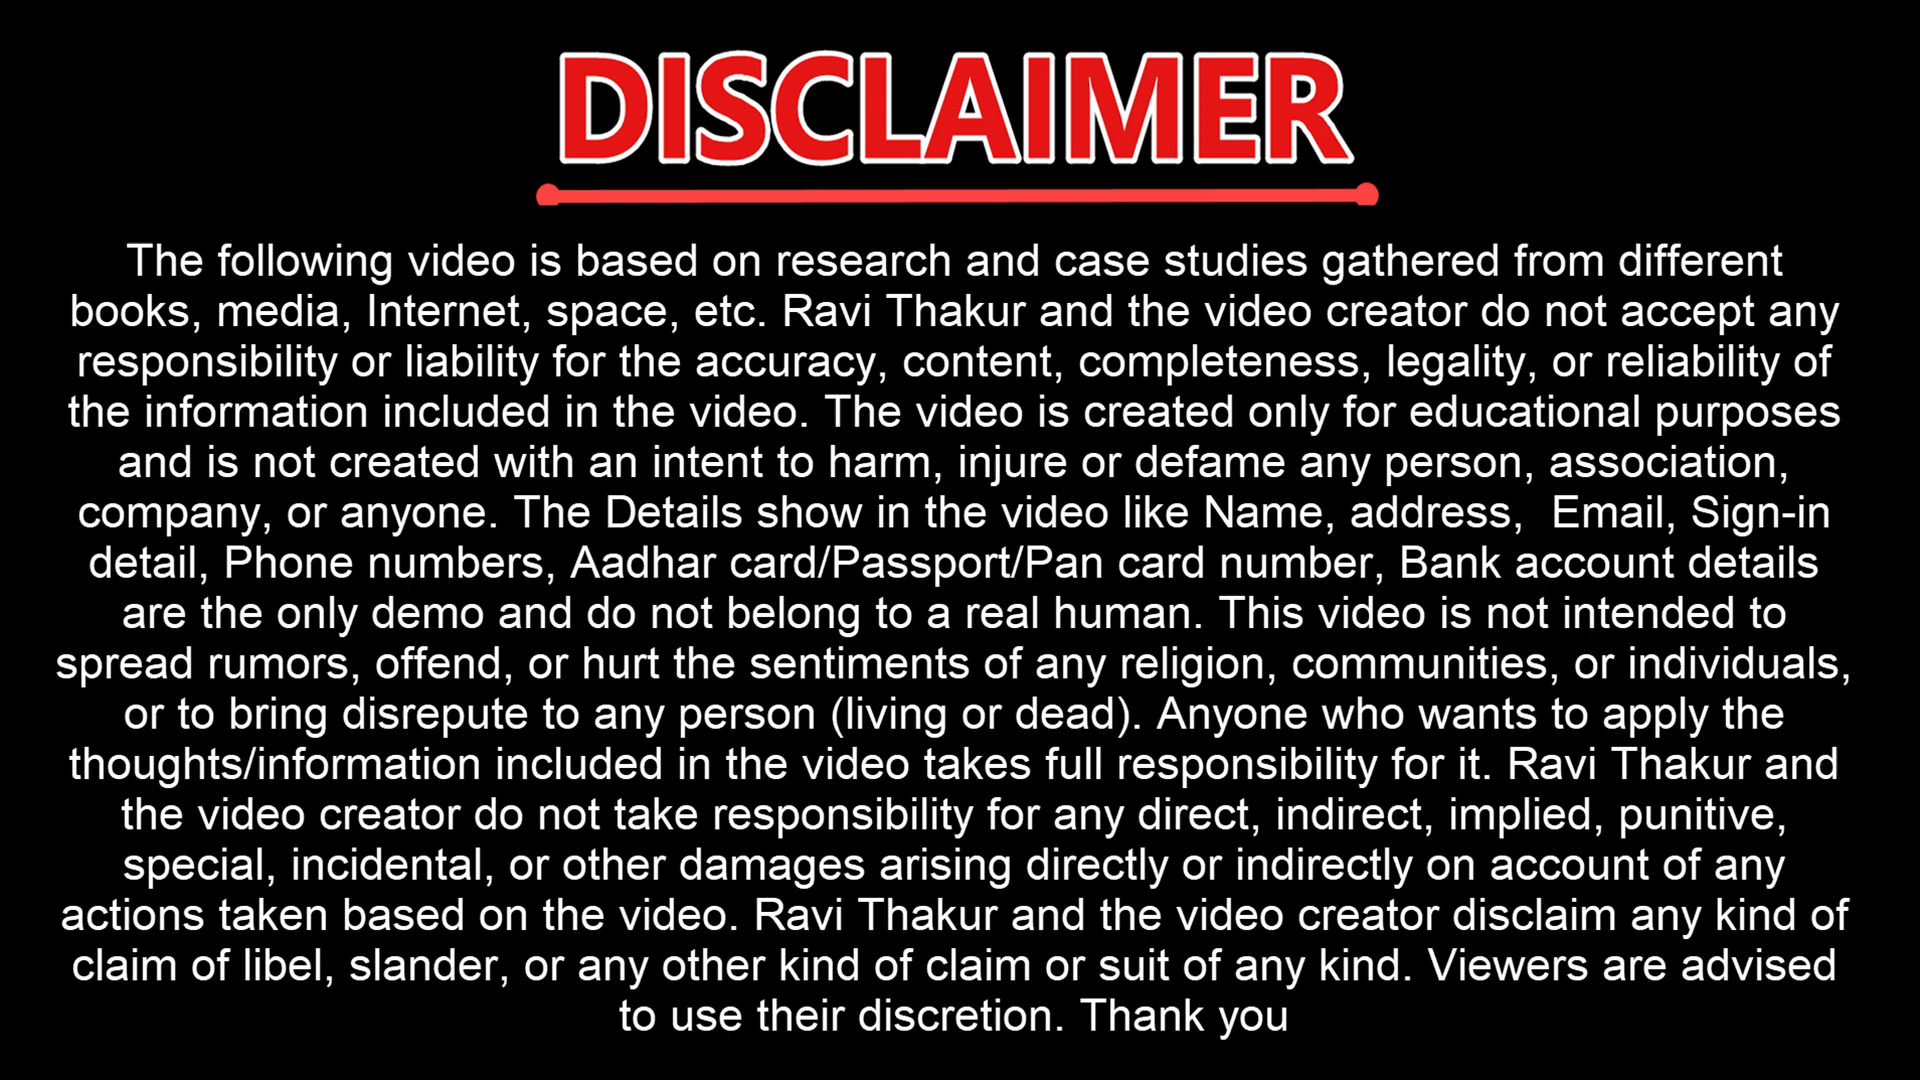 DISCLAIMER
The following video is based on research and case studies gathered from different
books, media, Internet, space, etc. Ravi Thakur and the video creator do not accept any
responsibility or liability for the accuracy, content, completeness, legality, or reliability of
the information included in the video. The video is created only for educational purposes
and is not created with an intent to harm, injure or defame any person, association,
company, or anyone. The Details show in the video like Name, address,  Email, Sign-in
detail, Phone numbers, Aadhar card/Passport/Pan card number, Bank account details
are the only demo and do not belong to a real human. This video is not intended to
spread rumors, offend, or hurt the sentiments of any religion, communities, or individuals,
or to bring disrepute to any person (living or dead). Anyone who wants to apply the
thoughts/information included in the video takes full responsibility for it. Ravi Thakur and
the video creator do not take responsibility for any direct, indirect, implied, punitive,
special, incidental, or other damages arising directly or indirectly on account of any
actions taken based on the video. Ravi Thakur and the video creator disclaim any kind of
claim of libel, slander, or any other kind of claim or suit of any kind. Viewers are advised
to use their discretion. Thank you